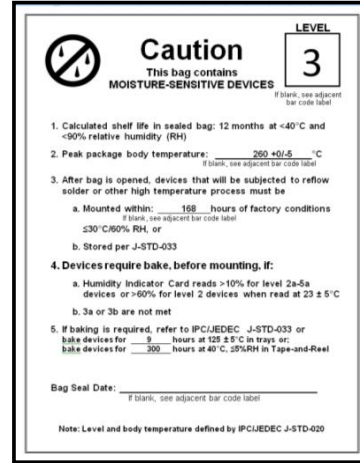 LEVEL
3
Caution
This bag contains
MOISTURE-SENSITIVE DEVICES
If blank, see adjacent
bar code label
1. Calculated shelf life in sealed bag: 12 months at <40°C and
<90% relative humidity (RH)
2. Peak package body temperature: 260 +0/-5 °C
If blank, see adjacent bar code label
3. After bag is opened, devices that will be subjected to reflow
solder or other high temperature process must be
a. Mounted within: 168 hours of factory conditions
If blank, see adjacent bar code label
≤30°C/60% RH, or
b. Stored per J-STD-033
4. Devices require bake, before mounting, if:
a. Humidity Indicator Card reads >10% for level 2a-5a
devices or >60% for level 2 devices when read at 23 ± 5°C
b. 3a or 3b are not met
5. If baking is required, refer to IPC/JEDEC J-STD-033 or
bake devices for 9 hours at 125 ± 5°C in trays or:
bake devices for 300 hours at 40°C, ≤5%RH in Tape-and-Reel
Bag Seal Date:
If blank, see adjacent bar code label
Note: Level and body temperature defined by IPC/JEDEC J-STD-020